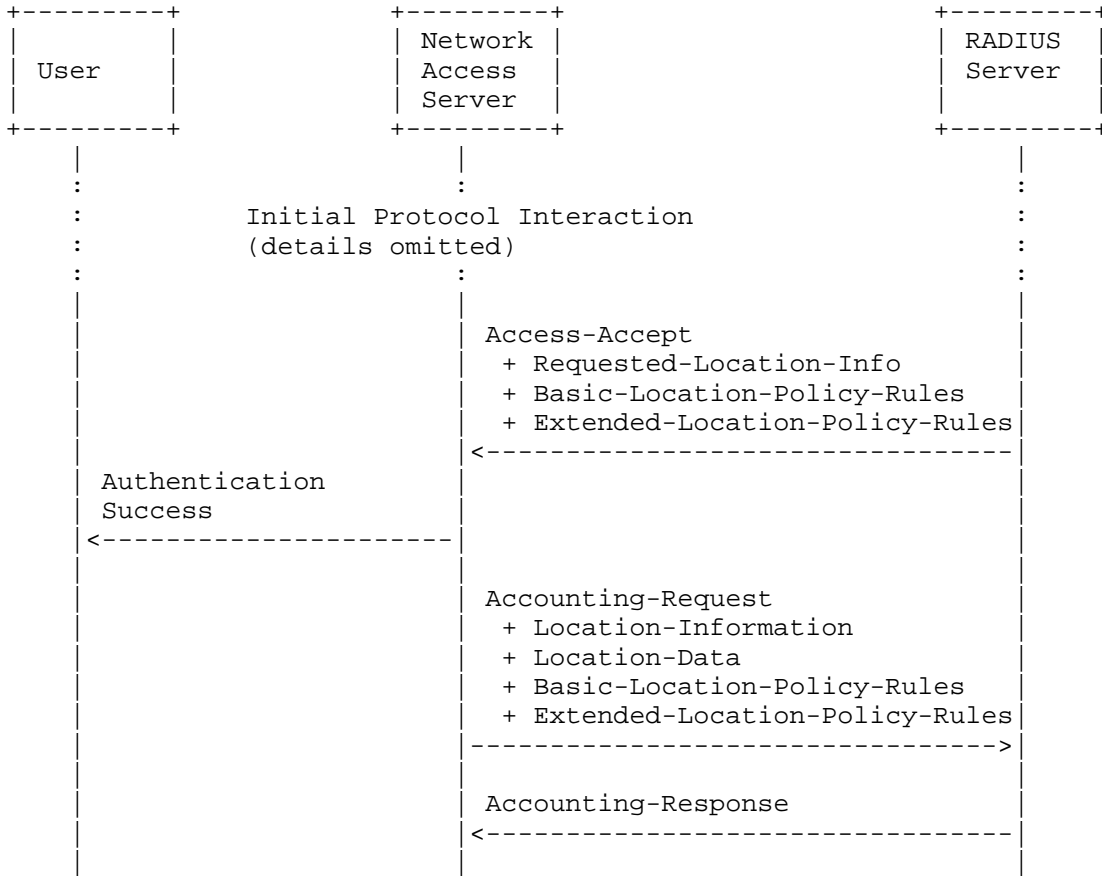 User
Network
Access
Server
RADIUS
Server
Initial Protocol Interaction
(details omitted)
Access-Accept
+ Requested-Location-Info
+ Basic-Location-Policy-Rules
+ Extended-Location-Policy-Rules
Authentication
Success
Accounting-Request
+ Location-Information
+ Location-Data
+ Basic-Location-Policy-Rules
+ Extended-Location-Policy-Rules
Accounting-Response